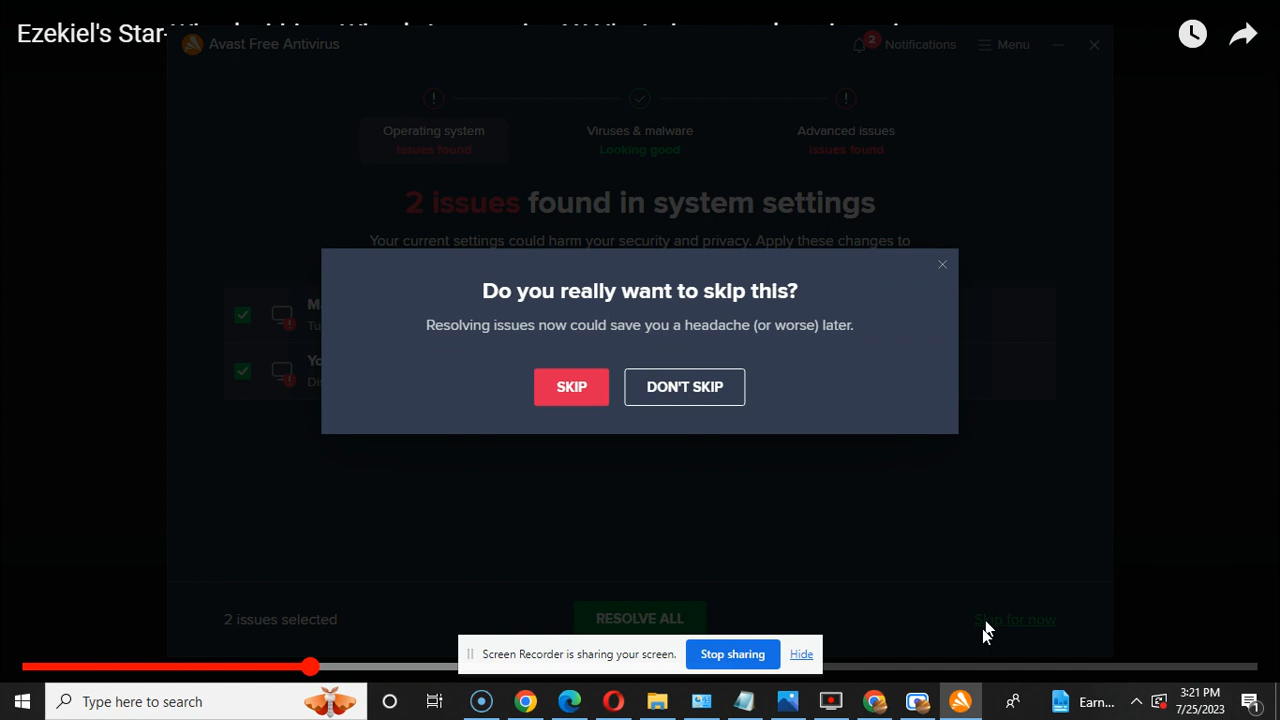 Ezekiel's Star-
Avast Free Antivirus
2
Notifications
Menu
Operating system
Issues found
Viruses & malware
Looking good
Advanced issues
Issues found
2 issues found in system settings
Your current settings could harm your security and privacy. Apply these changes to
Do you really want to skip this?
Resolving issues now could save you a headache (or worse) later.
SKIP
DON'T SKIP
2 issues selected
RESOLVE ALL
Skip for now
Screen Recorder is sharing your screen.
Stop sharing
Hide
Type here to search
Earn...
3:21 PM
7/25/2023
1